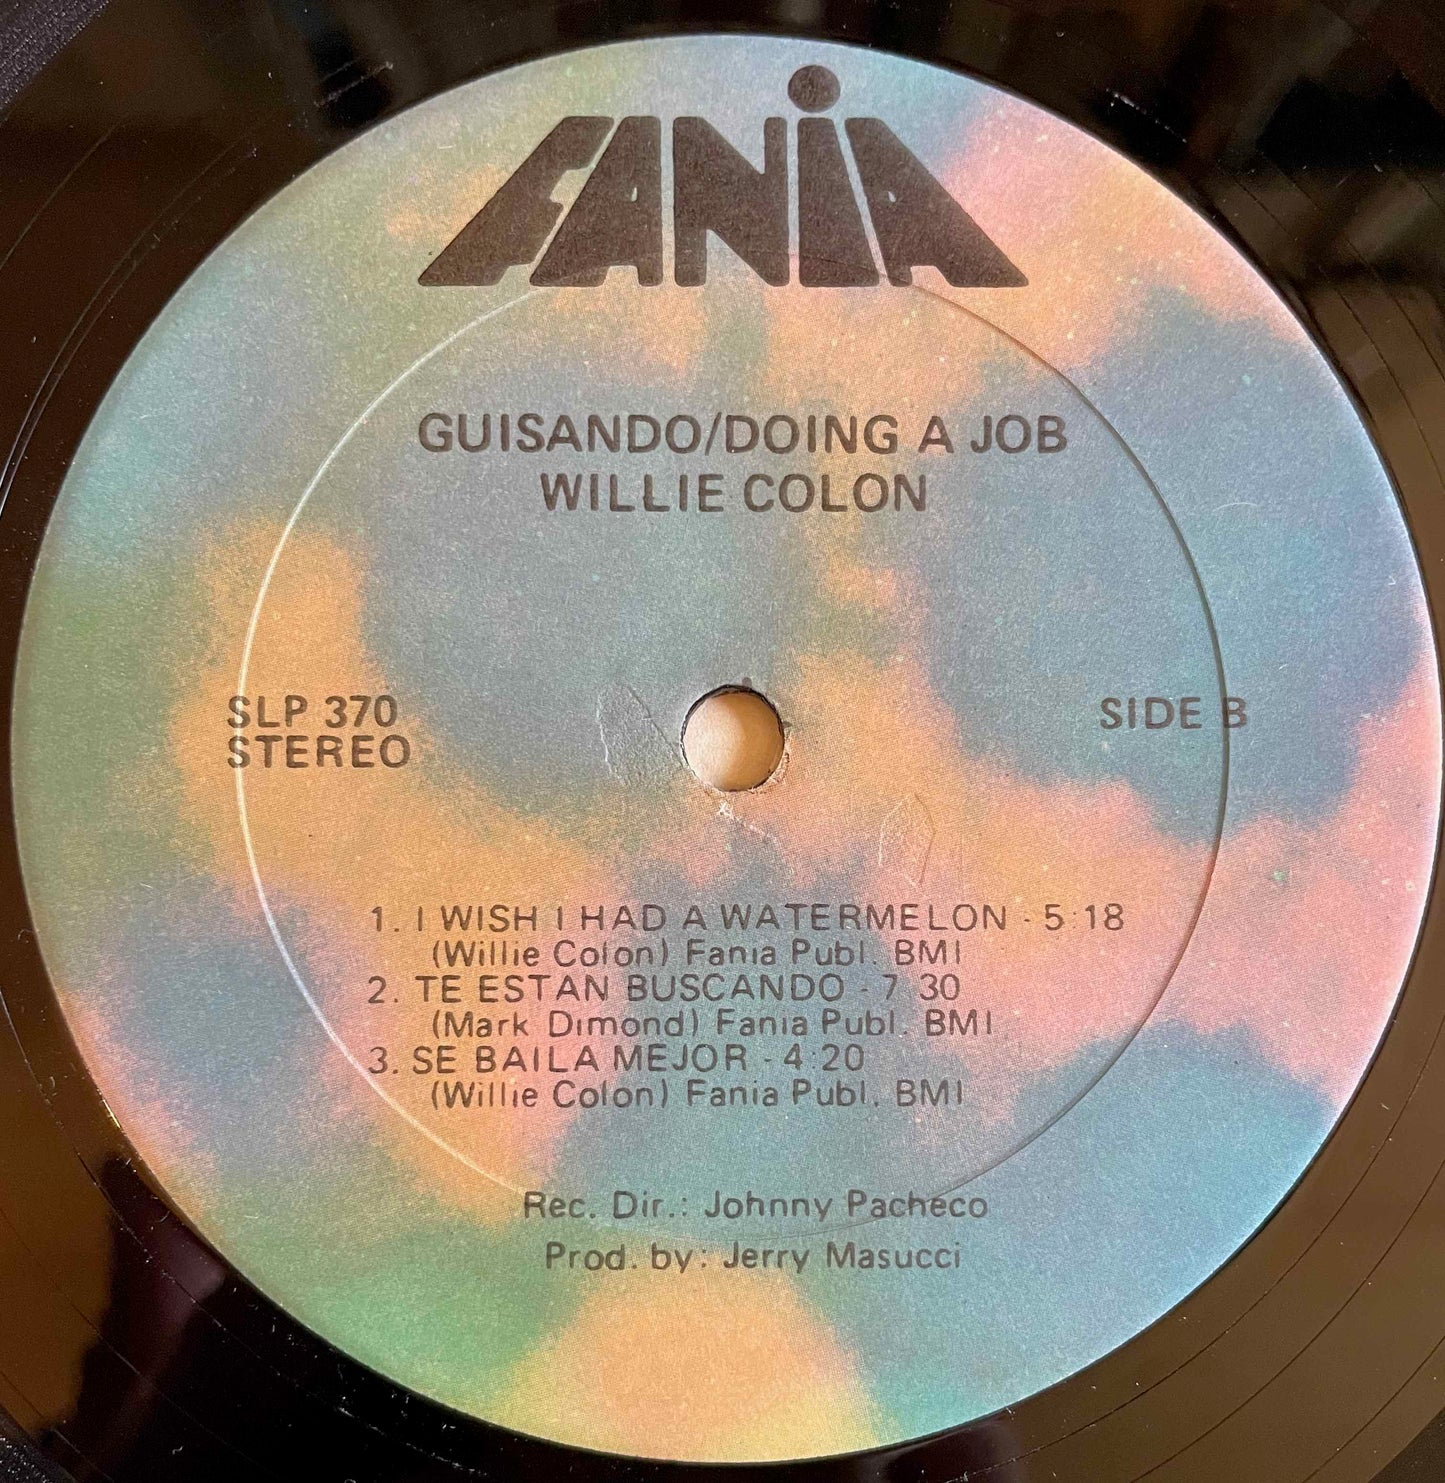 FANIA
GUISANDO/DOING A JOB
WILLIE COLON
SLP 370
STEREO
SIDE B
1. I WISH I HAD A WATERMELON - 5:18
(Willie Colon) Fania Publ. BMI
2. TE ESTAN BUSCANDO - 7 30
(Mark Dimond) Fania Publ. BMI
3. SE BAILA MEJOR - 4:20
(Willie Colon) Fania Publ. BMI
Rec. Dir.: Johnny Pacheco
Prod. by: Jerry Masucci